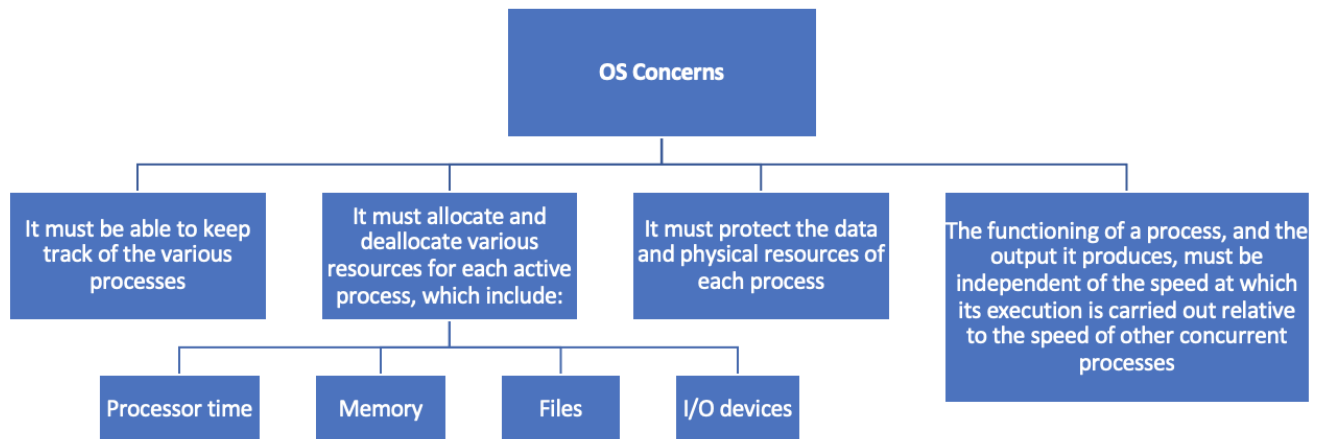 OS Concerns
It must be able to keep
track of the various
processes
It must allocate and
deallocate various
resources for each active
process, which include:
It must protect the data
and physical resources of
each process
The functioning of a process, and the
output it produces, must be
independent of the speed at which
its execution is carried out relative
to the speed of other concurrent
processes
Processor time
Memory
Files
I/O devices